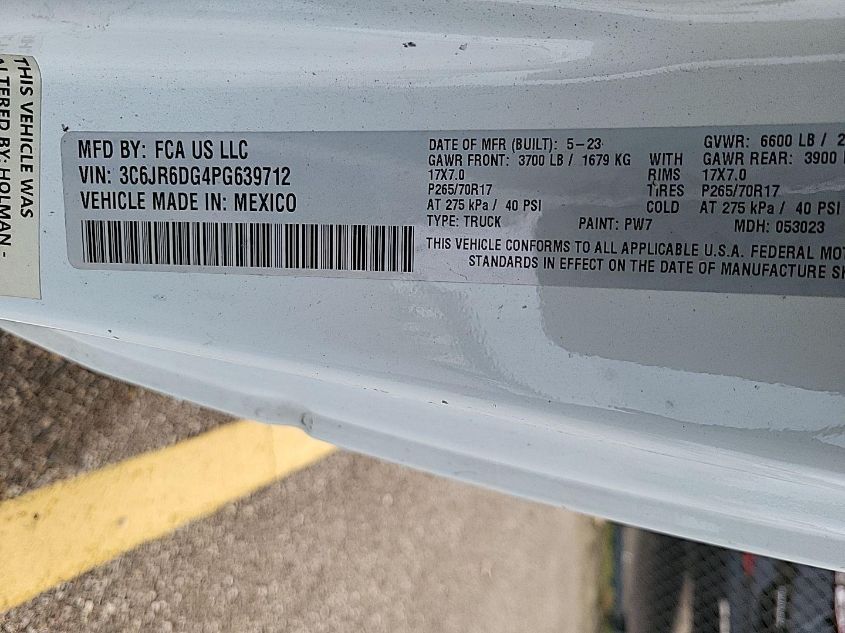 THIS VEHICLE WAS
ALTERED BY: HOLMAN -
MFD BY: FCA US LLC
VIN: 3C6JR6DG4PG639712
VEHICLE MADE IN: MEXICO
DATE OF MFR (BUILT): 5-23 GVWR: 6600 LB / 2
GAWR FRONT: 3700 LB / 1679 KG WITH GAWR REAR: 3900
17X7.0 RIMS 17X7.0
P265/70R17 TIRES P265/70R17
AT 275 kPa / 40 PSI COLD AT 275 kPa / 40 PSI
TYPE: TRUCK PAINT: PW7 MDH: 053023
THIS VEHICLE CONFORMS TO ALL APPLICABLE U.S.A. FEDERAL MOT
STANDARDS IN EFFECT ON THE DATE OF MANUFACTURE SH